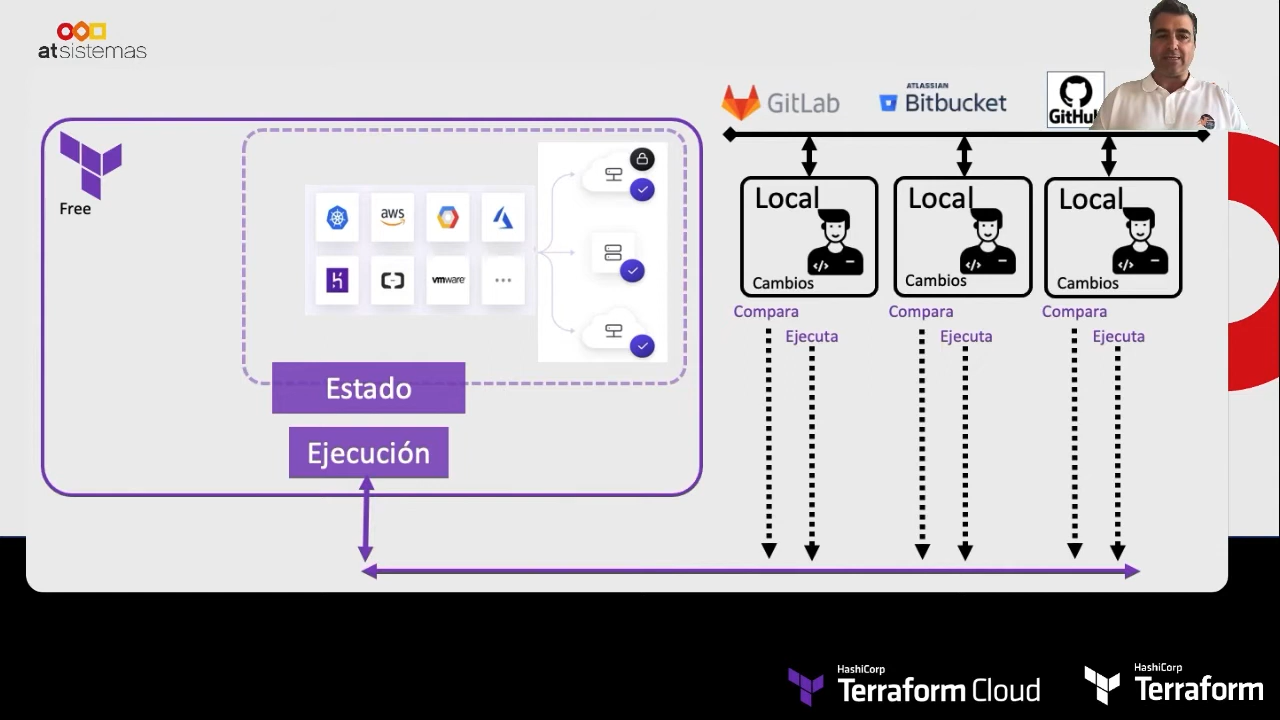 atsistemas
Free
aws
vmware
Estado
Ejecución
GitLab
ATLASSIAN
Bitbucket
GitHub
Local
Cambios
Compara
Ejecuta
Local
Cambios
Compara
Ejecuta
Local
Cambios
Compara
Ejecuta
HashiCorp
Terraform Cloud
HashiCorp
Terraform